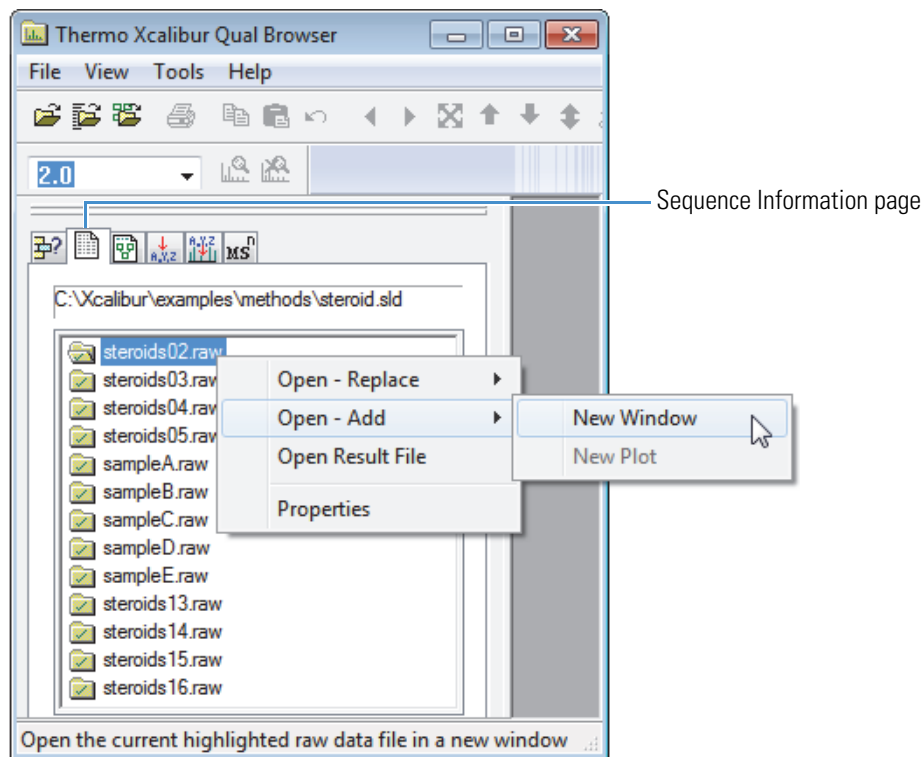 Thermo Xcalibur Qual Browser
File View Tools Help
2.0
Sequence Information page
A,Y,Z A,Y,Z MSn
C:\Xcalibur\examples\methods\steroid.sld
steroids02.raw
steroids03.raw
steroids04.raw
steroids05.raw
sampleA.raw
sampleB.raw
sampleC.raw
sampleD.raw
sampleE.raw
steroids13.raw
steroids14.raw
steroids15.raw
steroids16.raw
Open - Replace
Open - Add
Open Result File
Properties
New Window
New Plot
Open the current highlighted raw data file in a new window